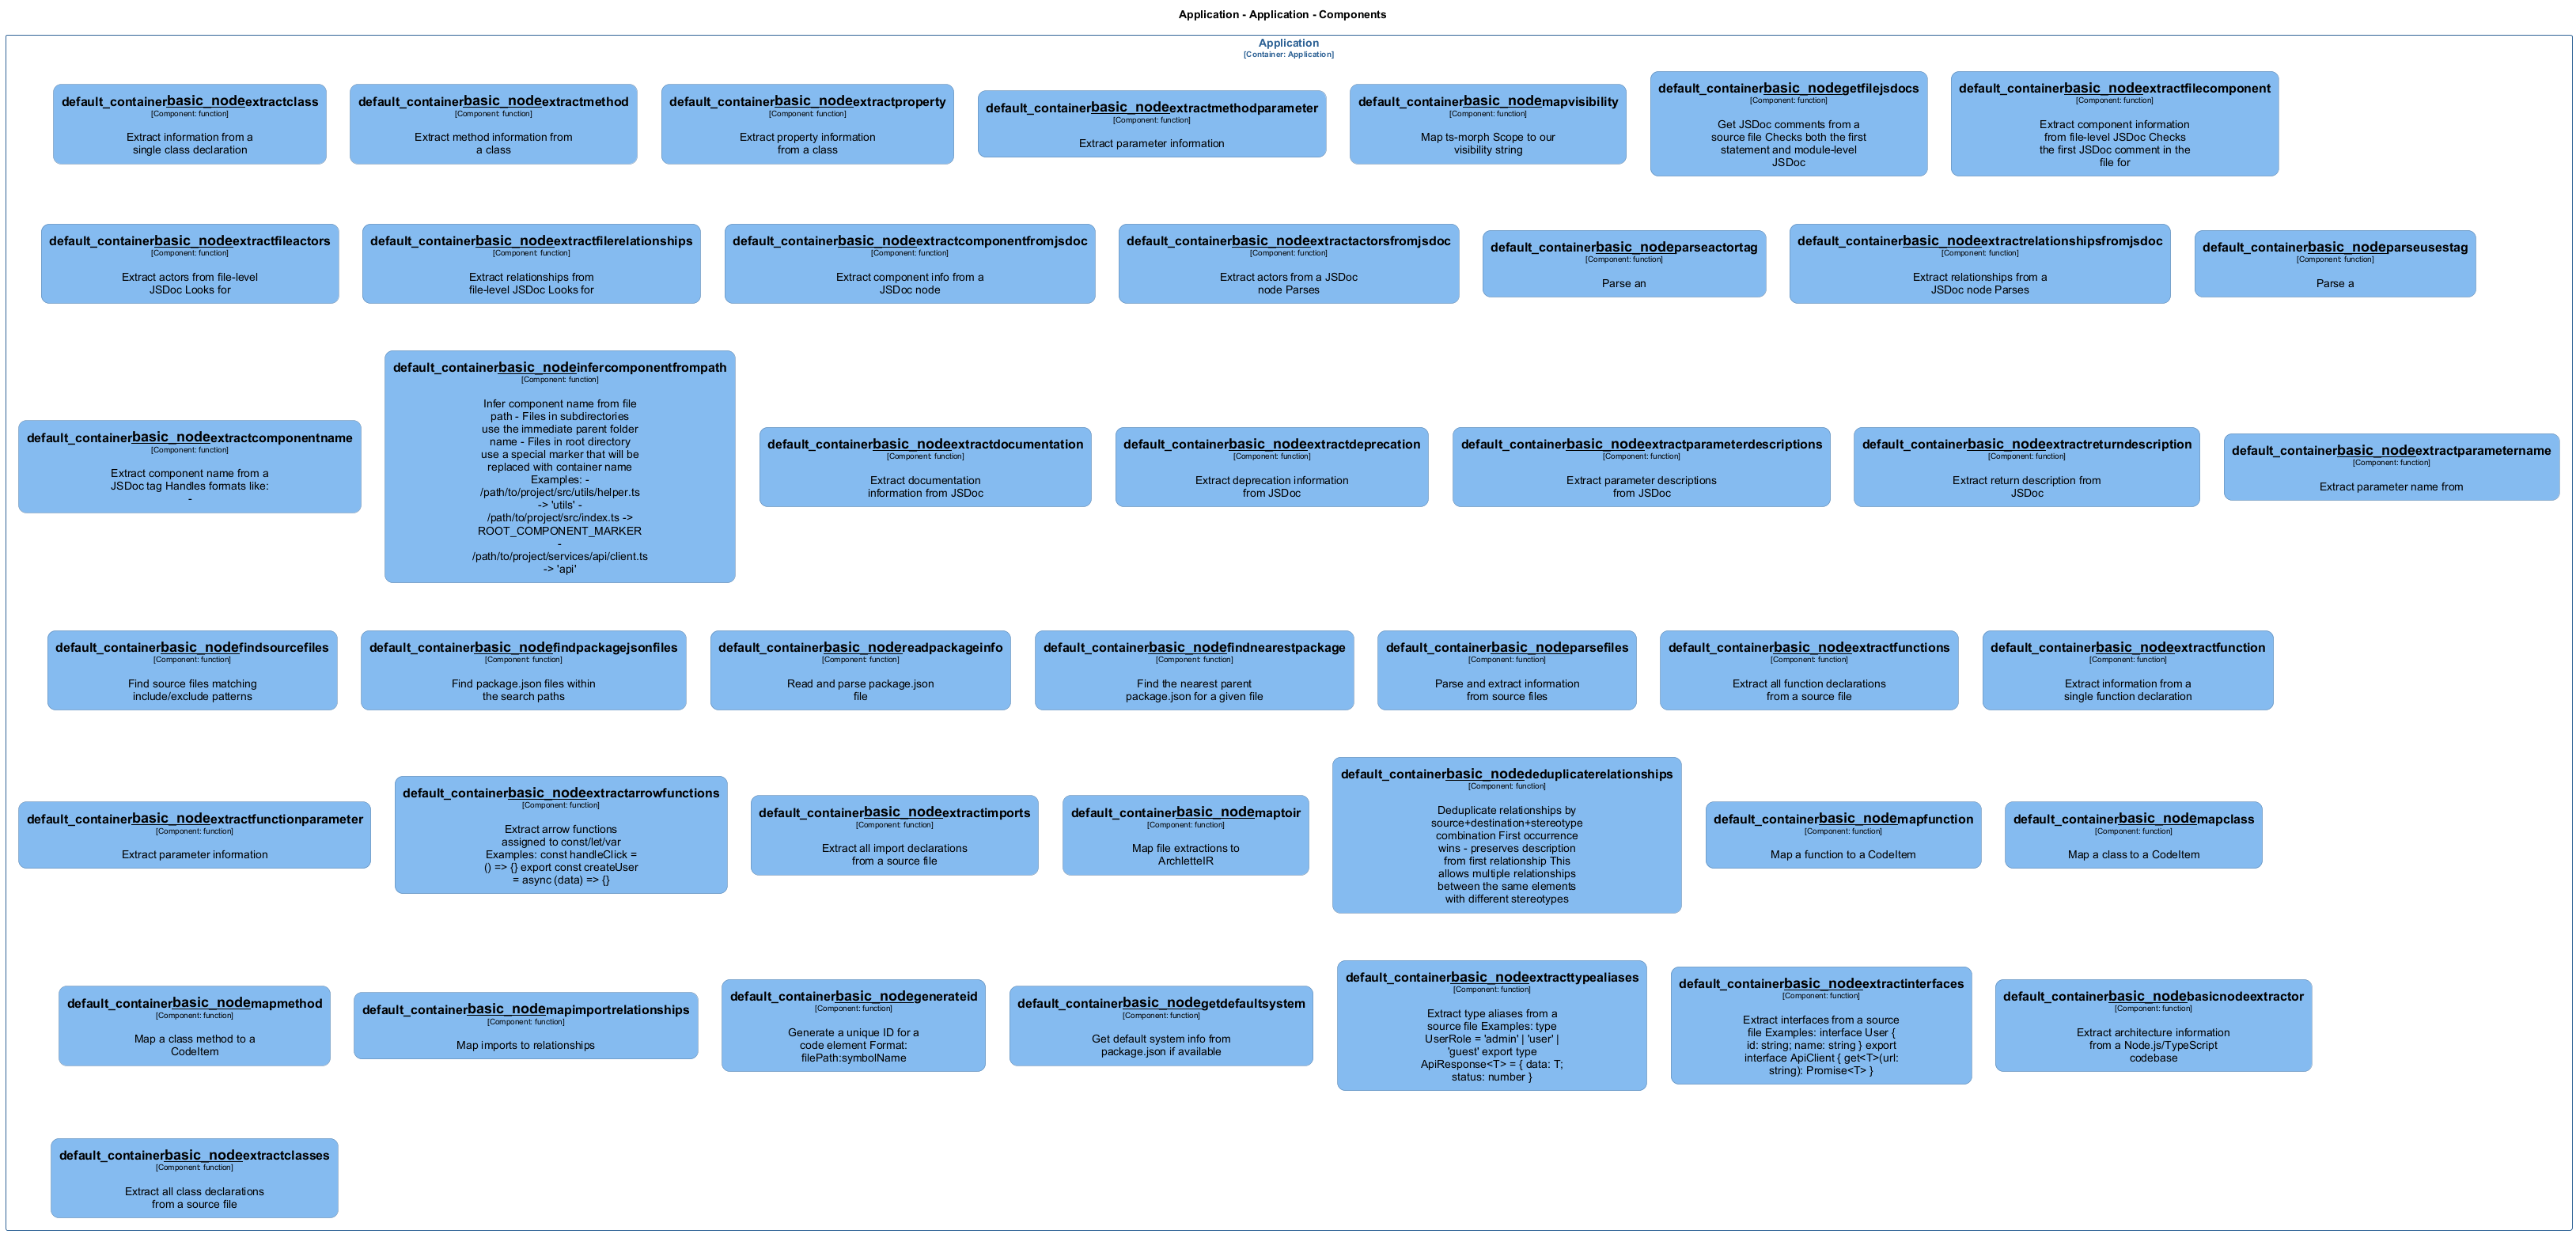 Application - Application - Components
Application
[Container: Application]
default_containerbasic_nodeextractclass
[Component: function]
Extract information from a
single class declaration
default_containerbasic_nodeextractmethod
[Component: function]
Extract method information from
a class
default_containerbasic_nodeextractproperty
[Component: function]
Extract property information
from a class
default_containerbasic_nodeextractmethodparameter
[Component: function]
Extract parameter information
default_containerbasic_nodemapvisibility
[Component: function]
Map ts-morph Scope to our
visibility string
default_containerbasic_nodegetfilejsdocs
[Component: function]
Get JSDoc comments from a
source file Checks both the first
statement and module-level
JSDoc
default_containerbasic_nodeextractfilecomponent
[Component: function]
Extract component information
from file-level JSDoc Checks
the first JSDoc comment in the
file for
default_containerbasic_nodeextractfileactors
[Component: function]
Extract actors from file-level
JSDoc Looks for
default_containerbasic_nodeextractfilerelationships
[Component: function]
Extract relationships from
file-level JSDoc Looks for
default_containerbasic_nodeextractcomponentfromjsdoc
[Component: function]
Extract component info from a
JSDoc node
default_containerbasic_nodeextractactorsfromjsdoc
[Component: function]
Extract actors from a JSDoc
node Parses
default_containerbasic_nodeparseactortag
[Component: function]
Parse an
default_containerbasic_nodeextractrelationshipsfromjsdoc
[Component: function]
Extract relationships from a
JSDoc node Parses
default_containerbasic_nodeparseusestag
[Component: function]
Parse a
default_containerbasic_nodeextractcomponentname
[Component: function]
Extract component name from a
JSDoc tag Handles formats like:
-
default_containerbasic_nodeinfercomponentfrompath
[Component: function]
Infer component name from file
path - Files in subdirectories
use the immediate parent folder
name - Files in root directory
use a special marker that will be
replaced with container name
Examples: -
/path/to/project/src/utils/helper.ts
-> 'utils' -
/path/to/project/src/index.ts ->
ROOT_COMPONENT_MARKER
-
/path/to/project/services/api/client.ts
-> 'api'
default_containerbasic_nodeextractdocumentation
[Component: function]
Extract documentation
information from JSDoc
default_containerbasic_nodeextractdeprecation
[Component: function]
Extract deprecation information
from JSDoc
default_containerbasic_nodeextractparameterdescriptions
[Component: function]
Extract parameter descriptions
from JSDoc
default_containerbasic_nodeextractreturndescription
[Component: function]
Extract return description from
JSDoc
default_containerbasic_nodeextractparametername
[Component: function]
Extract parameter name from
default_containerbasic_nodefindsourcefiles
[Component: function]
Find source files matching
include/exclude patterns
default_containerbasic_nodefindpackagejsonfiles
[Component: function]
Find package.json files within
the search paths
default_containerbasic_nodereadpackageinfo
[Component: function]
Read and parse package.json
file
default_containerbasic_nodefindnearestpackage
[Component: function]
Find the nearest parent
package.json for a given file
default_containerbasic_nodeparsefiles
[Component: function]
Parse and extract information
from source files
default_containerbasic_nodeextractfunctions
[Component: function]
Extract all function declarations
from a source file
default_containerbasic_nodeextractfunction
[Component: function]
Extract information from a
single function declaration
default_containerbasic_nodeextractfunctionparameter
[Component: function]
Extract parameter information
default_containerbasic_nodeextractarrowfunctions
[Component: function]
Extract arrow functions
assigned to const/let/var
Examples: const handleClick =
() => {} export const createUser
= async (data) => {}
default_containerbasic_nodeextractimports
[Component: function]
Extract all import declarations
from a source file
default_containerbasic_nodemaptoir
[Component: function]
Map file extractions to
ArchletteIR
default_containerbasic_nodededuplicaterelationships
[Component: function]
Deduplicate relationships by
source+destination+stereotype
combination First occurrence
wins - preserves description
from first relationship This
allows multiple relationships
between the same elements
with different stereotypes
default_containerbasic_nodemapfunction
[Component: function]
Map a function to a CodeItem
default_containerbasic_nodemapclass
[Component: function]
Map a class to a CodeItem
default_containerbasic_nodemapmethod
[Component: function]
Map a class method to a
CodeItem
default_containerbasic_nodemapimportrelationships
[Component: function]
Map imports to relationships
default_containerbasic_nodegenerateid
[Component: function]
Generate a unique ID for a
code element Format:
filePath:symbolName
default_containerbasic_nodegetdefaultsystem
[Component: function]
Get default system info from
package.json if available
default_containerbasic_nodeextracttypealiases
[Component: function]
Extract type aliases from a
source file Examples: type
UserRole = 'admin' | 'user' |
'guest' export type
ApiResponse<T> = { data: T;
status: number }
default_containerbasic_nodeextractinterfaces
[Component: function]
Extract interfaces from a source
file Examples: interface User {
id: string; name: string } export
interface ApiClient { get<T>(url:
string): Promise<T> }
default_containerbasic_nodebasicnodeextractor
[Component: function]
Extract architecture information
from a Node.js/TypeScript
codebase
default_containerbasic_nodeextractclasses
[Component: function]
Extract all class declarations
from a source file